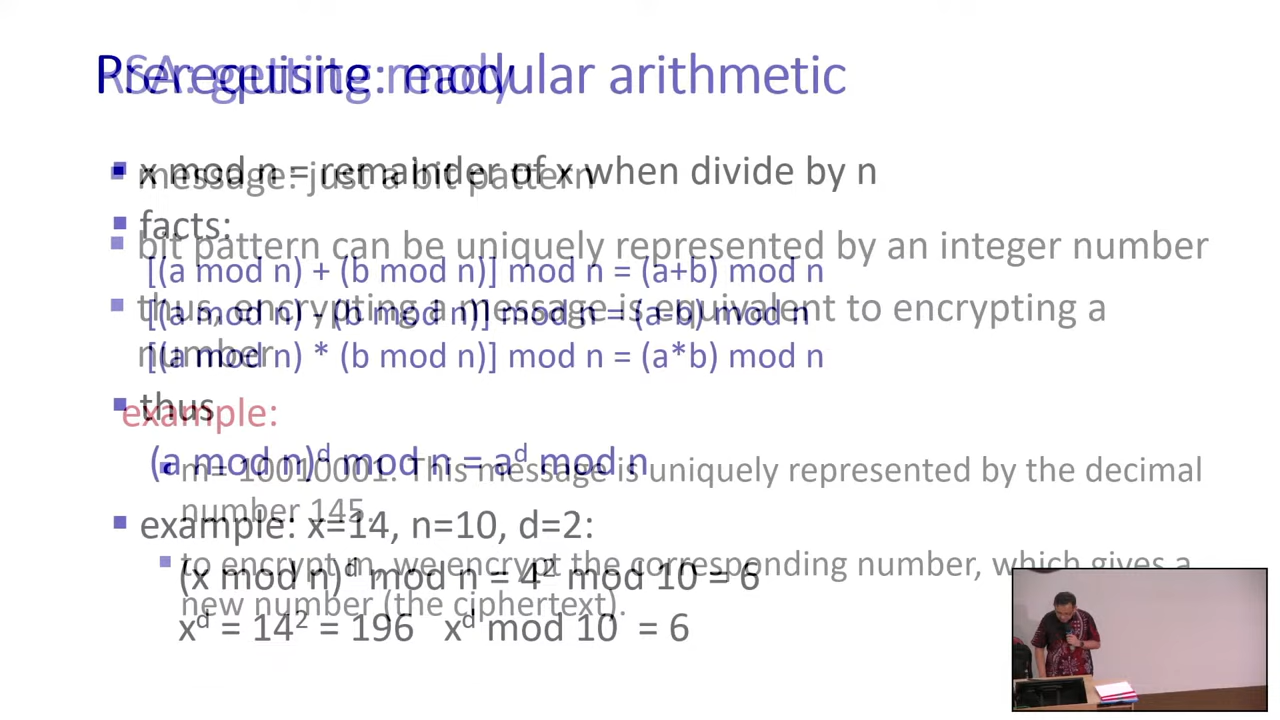 Prerequisite: modular arithmetic
x mod n = remainder of x when divide by n
facts:
[(a mod n) + (b mod n)] mod n = (a+b) mod n
[(a mod n) - (b mod n)] mod n = (a-b) mod n
[(a mod n) * (b mod n)] mod n = (a*b) mod n
thus
(a mod n)ᵈ mod n = aᵈ mod n
example: x=14, n=10, d=2:
(x mod n)ᵈ mod n = 4² mod 10 = 6
xᵈ = 14² = 196 xᵈ mod 10 = 6
RSA: getting ready
message: just a bit pattern
bit pattern can be uniquely represented by an integer number
thus, encrypting a message is equivalent to encrypting a
number
example:
m= 10010001. This message is uniquely represented by the decimal
number 145.
to encrypt m, we encrypt the corresponding number, which gives a
new number (the ciphertext).